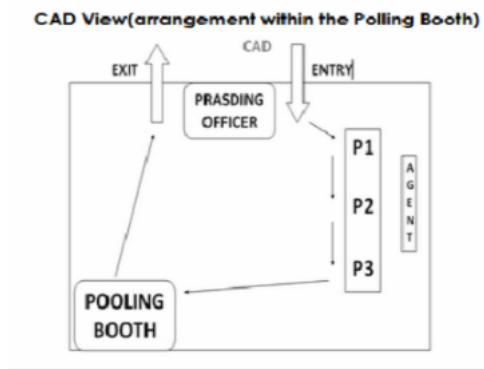 CAD View(arrangement within the Polling Booth)
CAD
EXIT
ENTRY
PRASDING
OFFICER
P1
P2
P3
A
G
E
N
T
POOLING
BOOTH